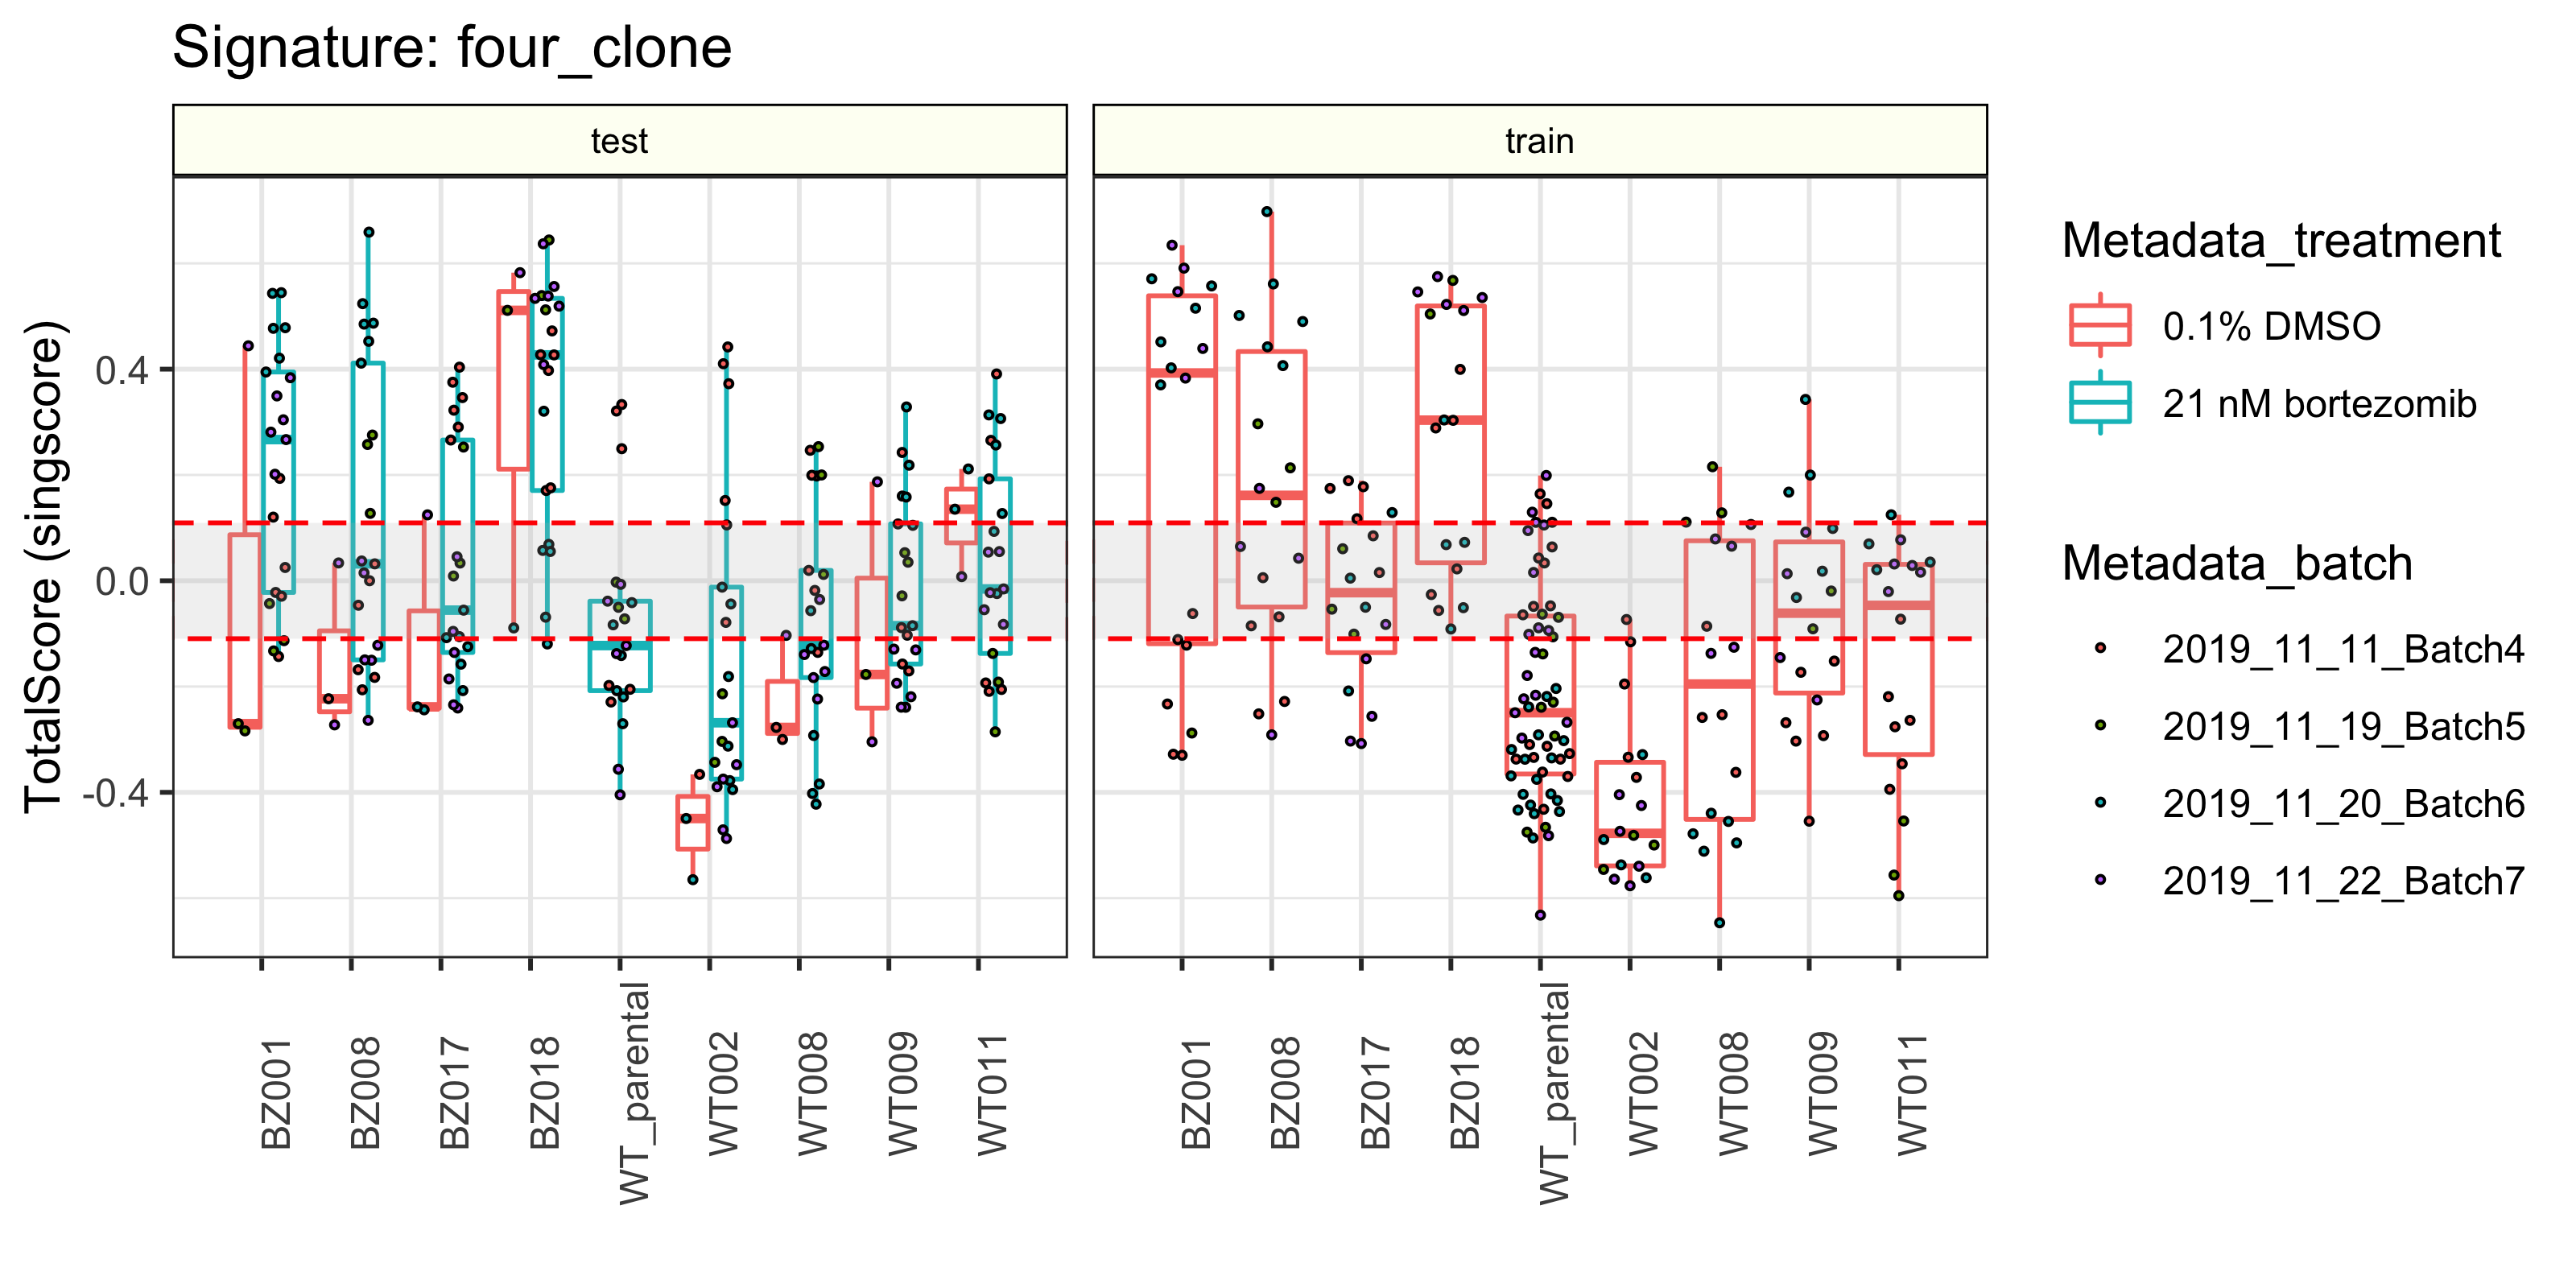 Signature: four_clone
test
train
TotalScore (singscore)
0.4
0.0
-0.4
BZ001
BZ008
BZ017
BZ018
WT_parental
WT002
WT008
WT009
WT011
BZ001
BZ008
BZ017
BZ018
WT_parental
WT002
WT008
WT009
WT011
Metadata_treatment
0.1% DMSO
21 nM bortezomib
Metadata_batch
2019_11_11_Batch4
2019_11_19_Batch5
2019_11_20_Batch6
2019_11_22_Batch7